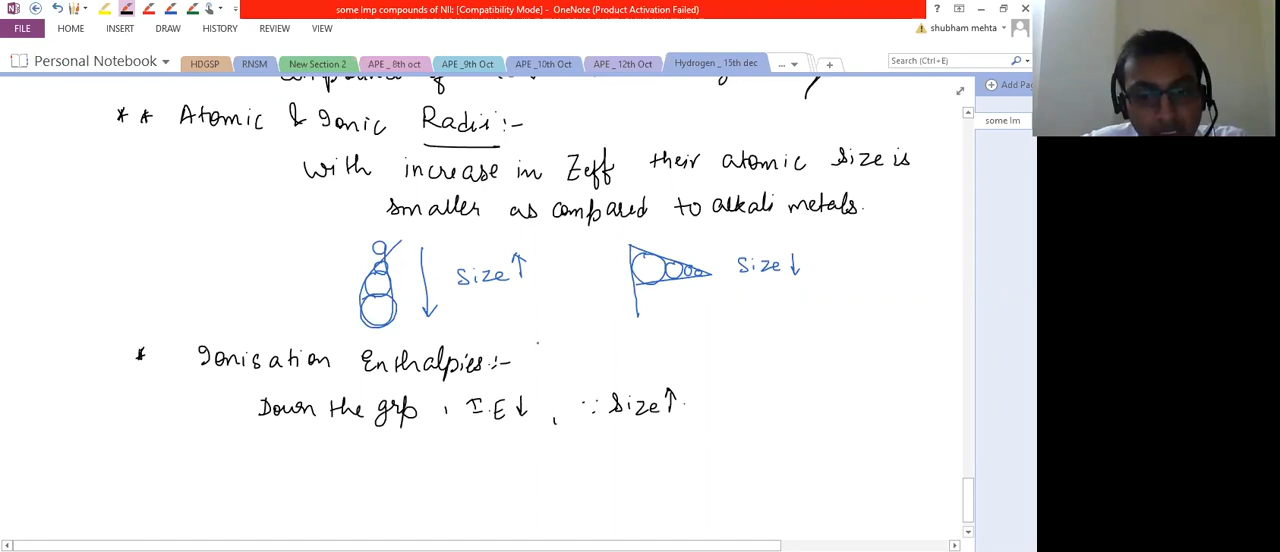 some Imp compounds of NII: [Compatibility Mode] - OneNote (Product Activation Failed)
FILE HOME INSERT DRAW HISTORY REVIEW VIEW
shubham mehta
Personal Notebook HDGSP RNSM New Section 2 APE _8th oct APE _9th Oct APE _10th Oct APE _12th Oct Hydrogen _ 15th dec ...
Search (Ctrl+E)
Add Pag
some Im
** Atomic & Ionic Radii :-
With increase in Zeff their atomic size is
smaller as compared to alkali metals.
Size ↑ Size ↓
* Ionisation Enthalpies :-
Down the grp , I.E ↓ , ∵ Size ↑.